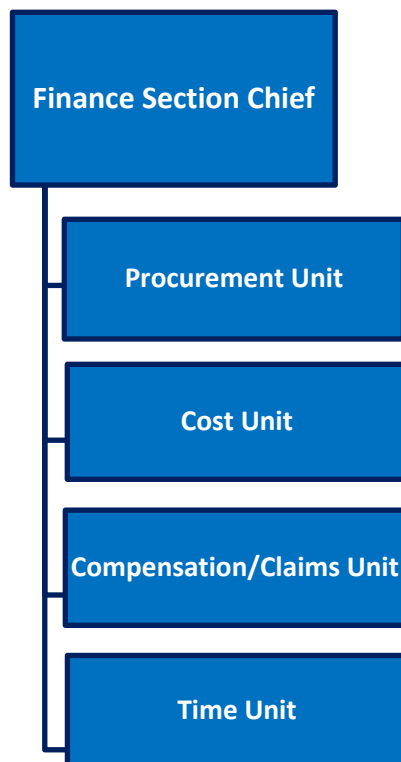 Finance Section Chief
Procurement Unit
Cost Unit
Compensation/Claims Unit
Time Unit